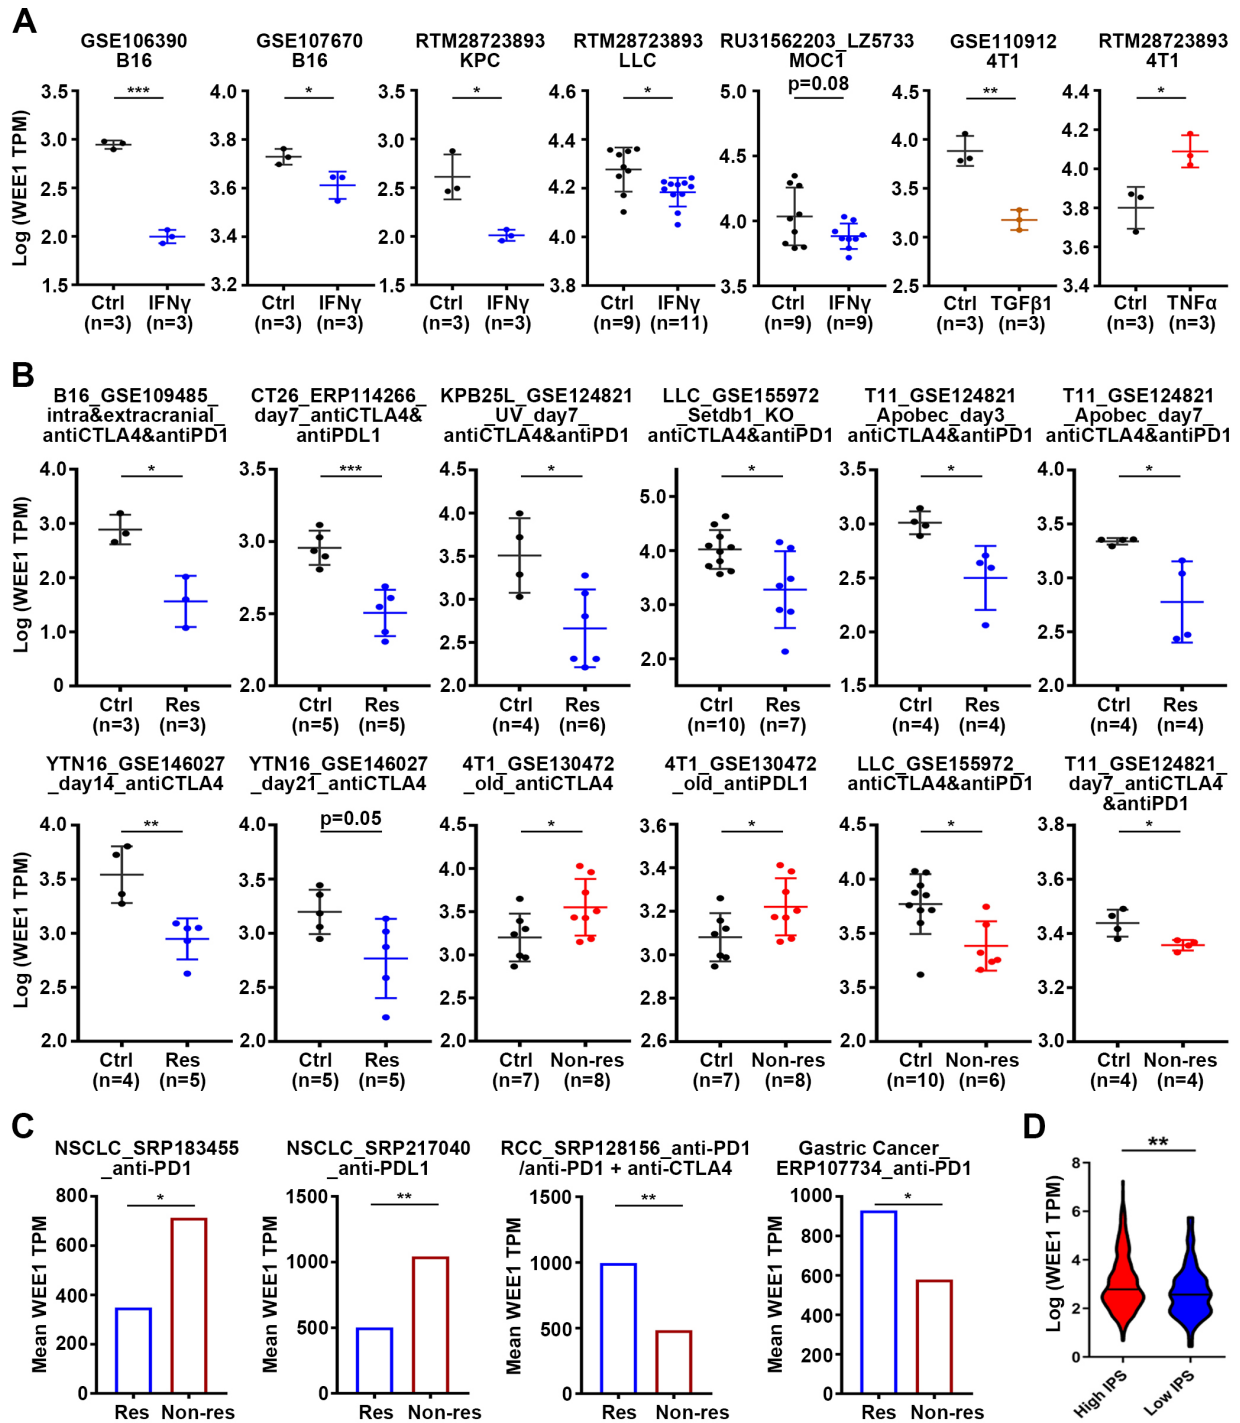 A
GSE106390
B16
GSE107670
B16
RTM28723893
KPC
RTM28723893
LLC
RU31562203_LZ5733
MOC1
p=0.08
GSE110912
4T1
RTM28723893
4T1
*** * * * ** *
Log (WEE1 TPM)
3.5 3.0 2.5 2.0 1.5
4.0 3.8 3.6 3.4 3.2
3.5 3.0 2.5 2.0 1.5
4.6 4.4 4.2 4.0 3.8
5.0 4.5 4.0 3.5
4.5 4.0 3.5 3.0 2.5
4.4 4.2 4.0 3.8 3.6 3.4
Ctrl IFNγ Ctrl IFNγ Ctrl IFNγ Ctrl IFNγ Ctrl IFNγ Ctrl TGFβ1 Ctrl TNFα
(n=3) (n=3) (n=3) (n=3) (n=3) (n=3) (n=9) (n=11) (n=9) (n=9) (n=3) (n=3) (n=3) (n=3)
B
B16_GSE109485_
intra&extracranial_
antiCTLA4&antiPD1
CT26_ERP114266_
day7_antiCTLA4&
antiPDL1
KPB25L_GSE124821
_UV_day7_
antiCTLA4&antiPD1
LLC_GSE155972
_Setdb1_KO_
antiCTLA4&antiPD1
T11_GSE124821
_Apobec_day3_
antiCTLA4&antiPD1
T11_GSE124821
_Apobec_day7_
antiCTLA4&antiPD1
* *** * * * *
Log (WEE1 TPM)
4.0 3.0 2.0 1.0 0
3.5 3.0 2.5 2.0
4.5 4.0 3.5 3.0 2.5 2.0
5.0 4.0 3.0 2.0
3.5 3.0 2.5 2.0 1.5
4.0 3.5 3.0 2.5 2.0
Ctrl Res Ctrl Res Ctrl Res Ctrl Res Ctrl Res Ctrl Res
(n=3) (n=3) (n=5) (n=5) (n=4) (n=6) (n=10) (n=7) (n=4) (n=4) (n=4) (n=4)
YTN16_GSE146027
_day14_antiCTLA4
YTN16_GSE146027
_day21_antiCTLA4
4T1_GSE130472
_old_antiCTLA4
4T1_GSE130472
_old_antiPDL1
LLC_GSE155972_
antiCTLA4&antiPD1
T11_GSE124821_
day7_antiCTLA4
&antiPD1
** p=0.05 * * * *
Log (WEE1 TPM)
4.0 3.5 3.0 2.5 2.0
4.0 3.5 3.0 2.5 2.0
4.5 4.0 3.5 3.0 2.5 2.0
3.6 3.4 3.2 3.0 2.8 2.6
4.5 4.0 3.5 3.5 2.0
3.8 3.6 3.4 3.2 3.0
Ctrl Res Ctrl Res Ctrl Non-res Ctrl Non-res Ctrl Non-res Ctrl Non-res
(n=4) (n=5) (n=5) (n=5) (n=7) (n=8) (n=7) (n=8) (n=10) (n=6) (n=4) (n=4)
C
NSCLC_SRP183455
_anti-PD1
NSCLC_SRP217040
_anti-PDL1
RCC_SRP128156_anti-PD1
/anti-PD1 + anti-CTLA4
Gastric Cancer_
ERP107734_anti-PD1
* ** ** *
Mean WEE1 TPM
800 600 400 200 0
Mean WEE1 TPM
1500 1000 500 0
Mean WEE1 TPM
1500 1000 500 0
Mean WEE1 TPM
1000 800 600 400 200 0
Res Non-res Res Non-res Res Non-res Res Non-res
D
**
Log (WEE1 TPM)
8 6 4 2 0
High IPS Low IPS